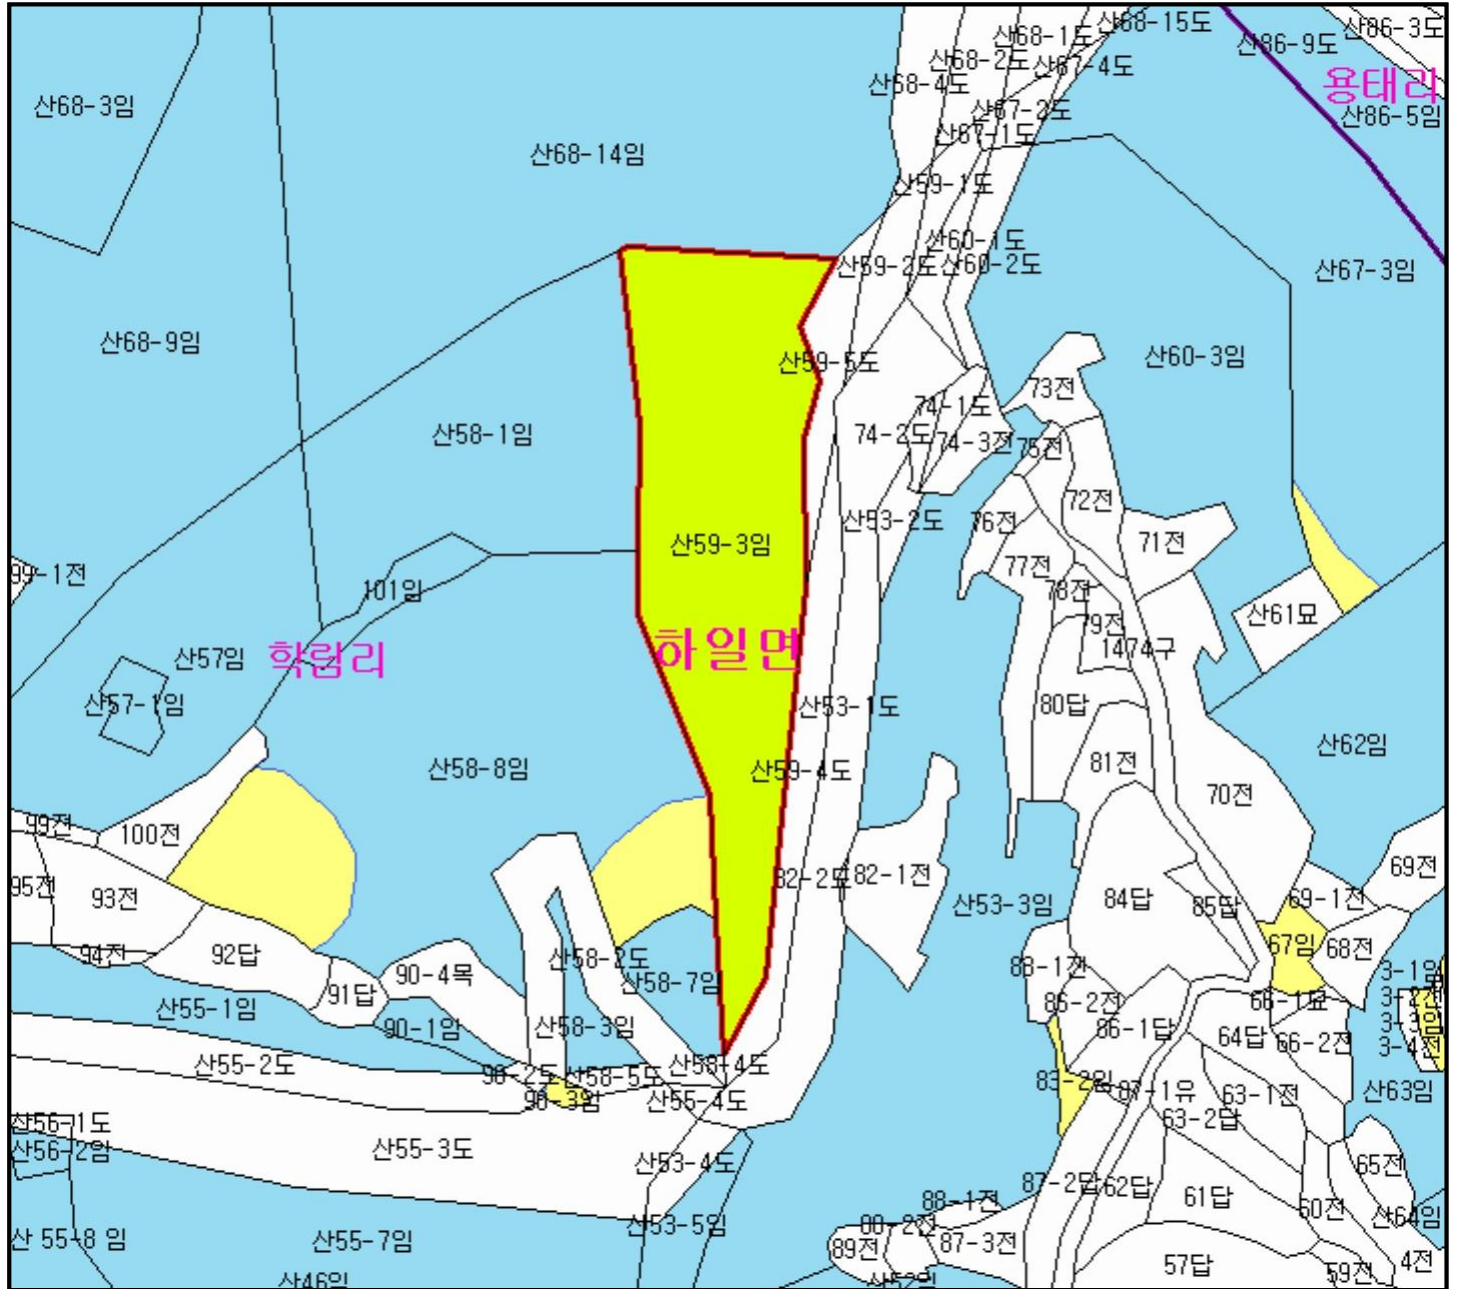 산68-1도
산68-15도
산86-3도
산86-9도
산68-2도
산67-4도
산68-4도
용태리
산68-3임
산67-2도
산86-5임
산67-1도
산68-14임
산59-1도
산60-1도
산59-2도
산60-2도
산67-3임
산68-9임
산59-5도
산60-3임
73전
74-1도
산58-1임
74-2도
74-3전
75전
72전
산53-2도
76전
산59-3임
71전
77전
99-1전
101임
78전
산61묘
79전
1474구
하일면
산57임
학림리
산57-1임
산53-1도
80답
산62임
81전
산58-8임
산59-4도
70전
99전
100전
69전
95전
93전
82-2도
82-1전
84답
85답
69-1전
산53-3임
94전
92답
67임
68전
산58-2도
90-4목
산58-7임
3-1임
91답
86-2전
66-1묘
3-2전
산55-1임
90-1임
산58-3임
86-1답
64답
66-2전
3-3임
3-4전
산55-2도
90-2도
산58-5도
산58-4도
83-2임
87-1유
63-1전
산63임
90-3임
산55-4도
63-2답
산56-1도
산56-2임
산55-3도
산53-4도
65전
87-2답
62답
61답
60전
88-1전
산64임
산53-5임
산 55-8 임
산55-7임
89전
87-3전
57답
59전
4전
산46임